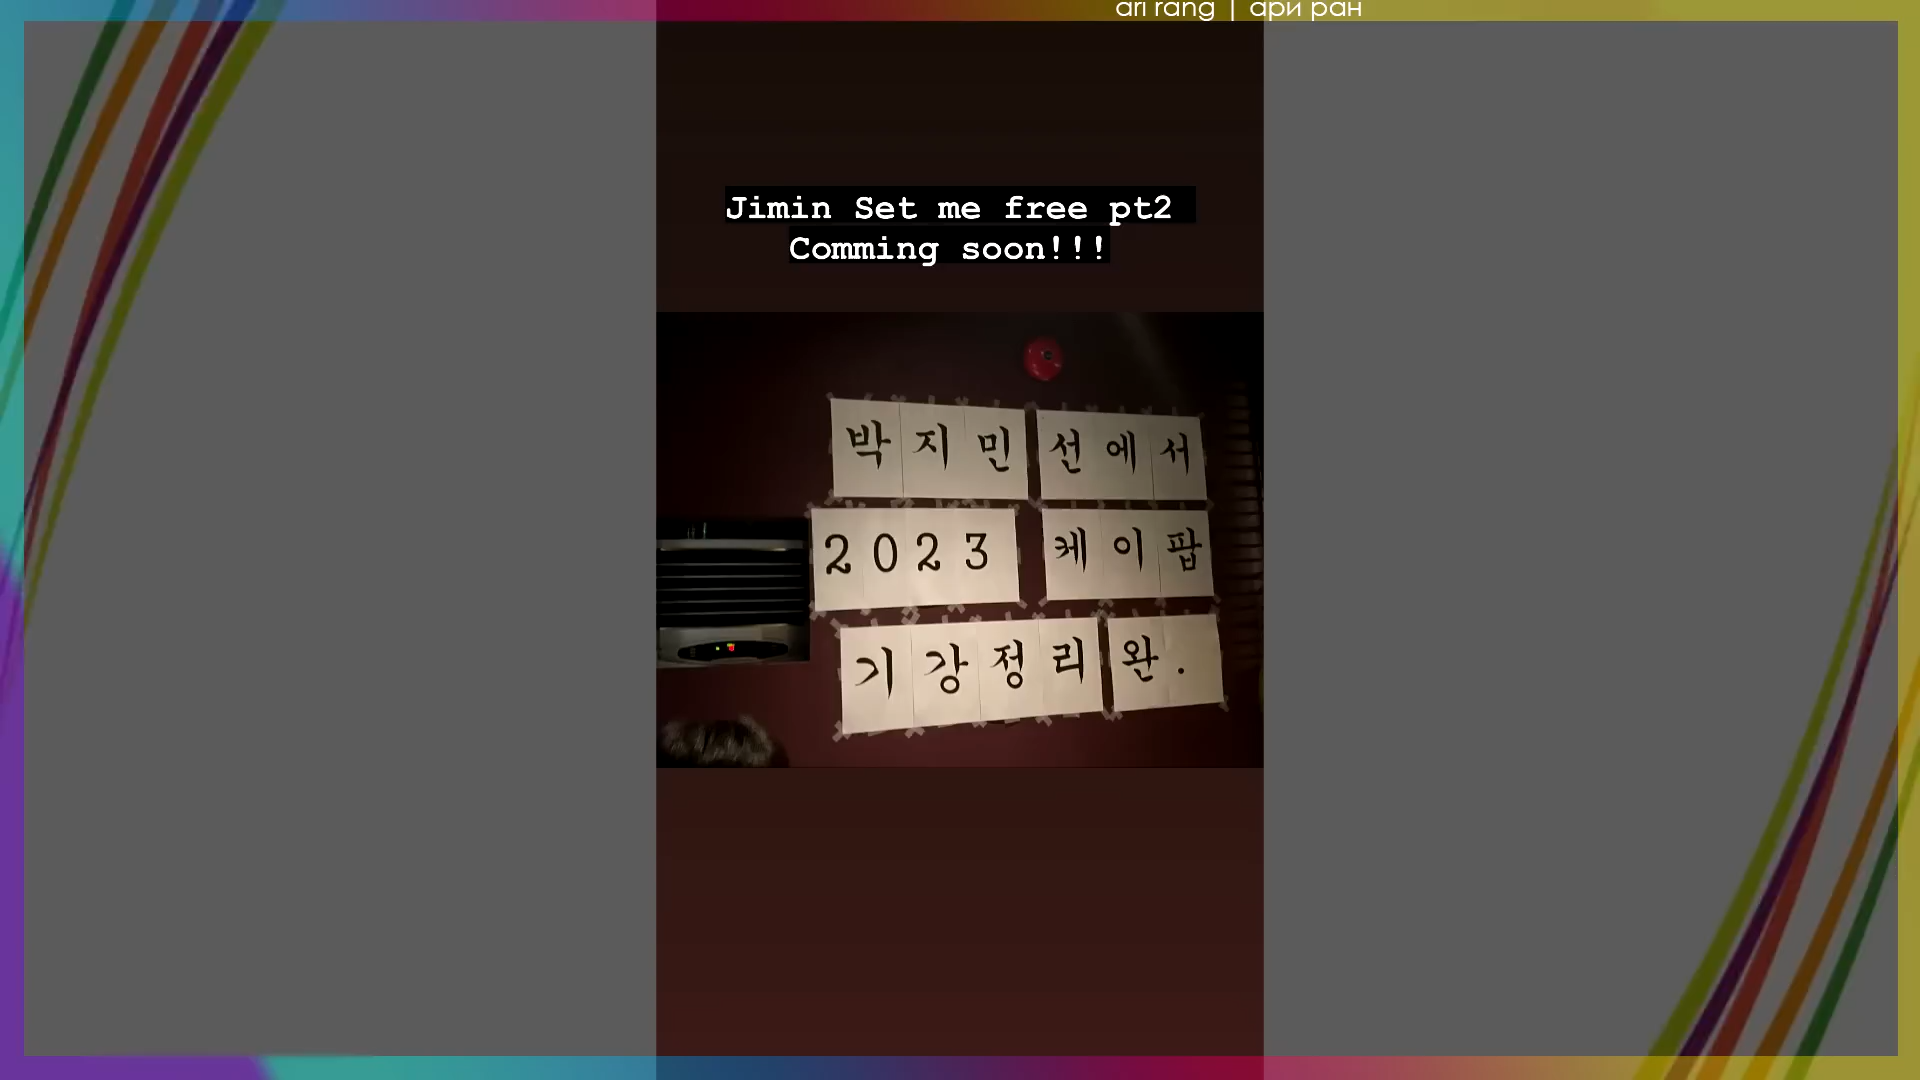 ari rang | ари ран
Jimin Set me free pt2
Comming soon!!!
박지민 선에서
2023 케이팝
기강정리 완.